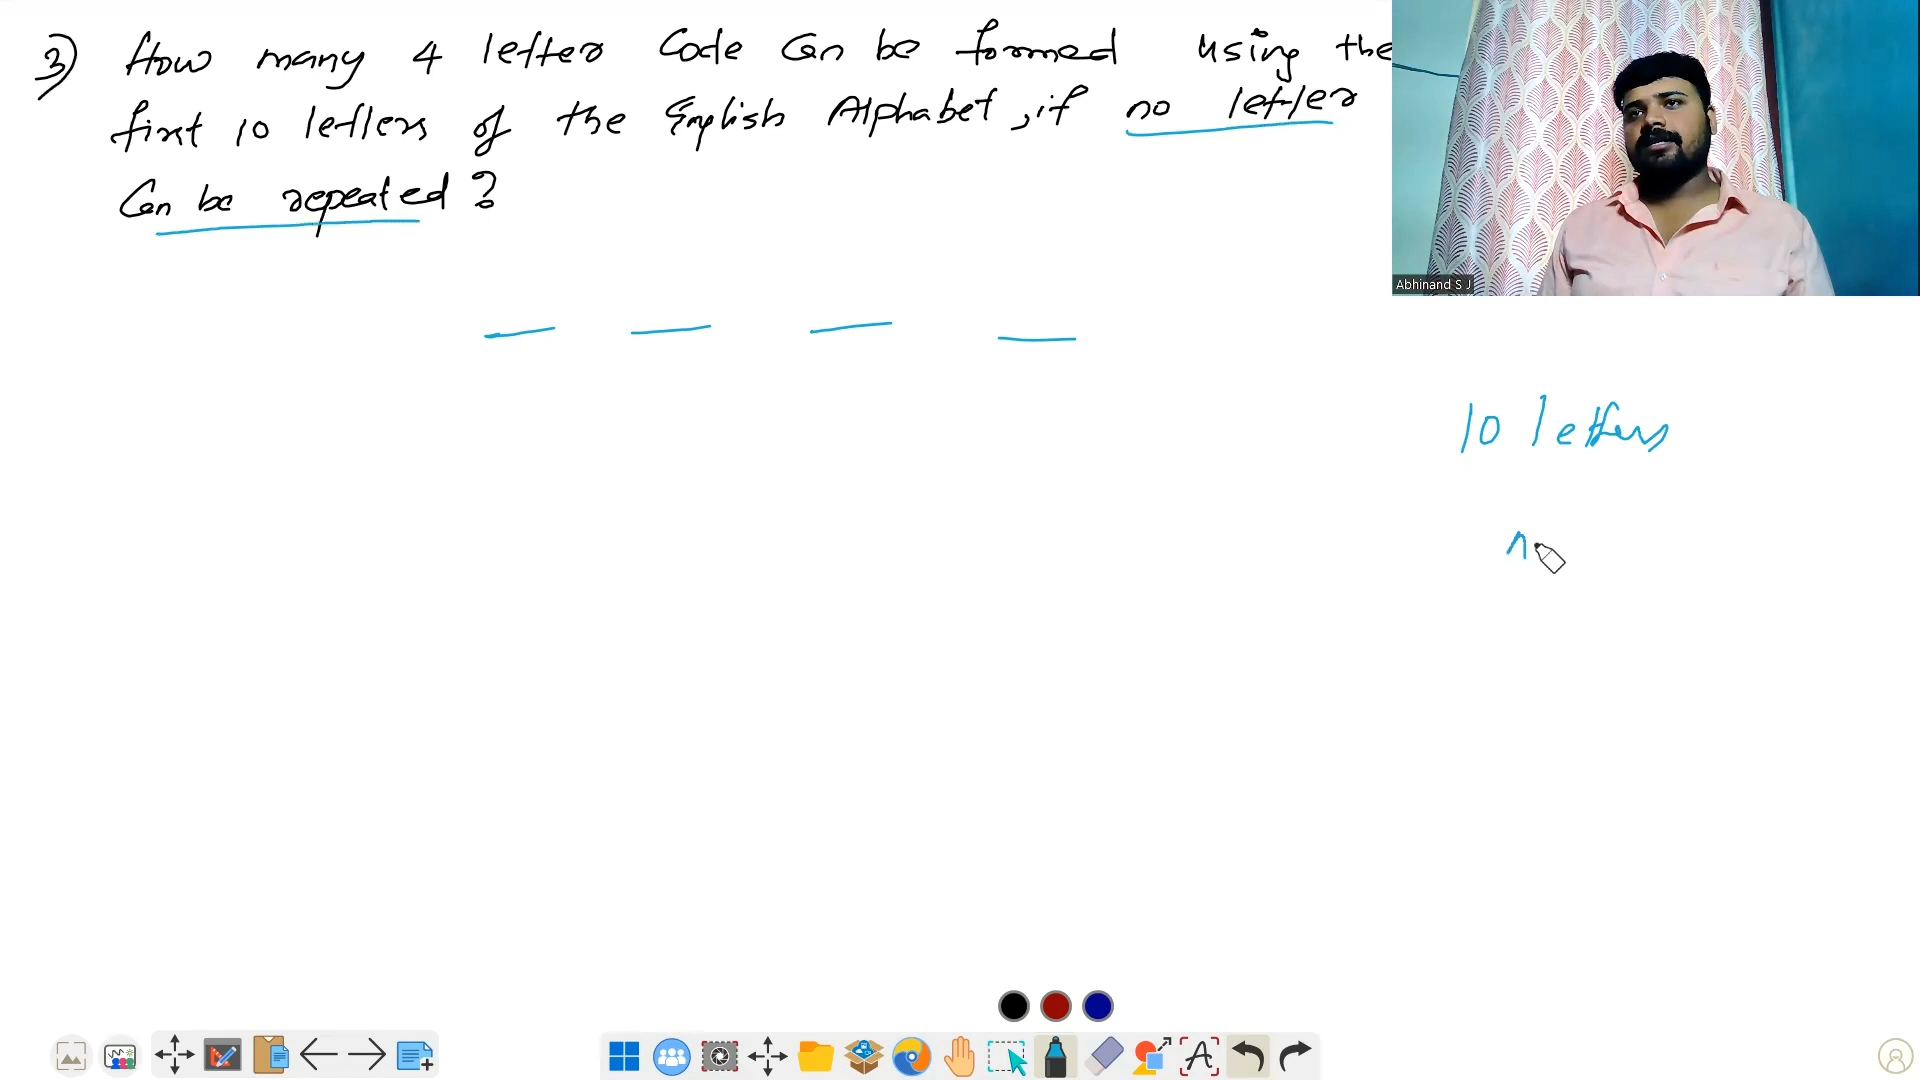 3) How many 4 letter Code Can be formed using the
first 10 letters of the English Alphabet, if no letter
Can be repeated?
Abhinand S J
10 letters